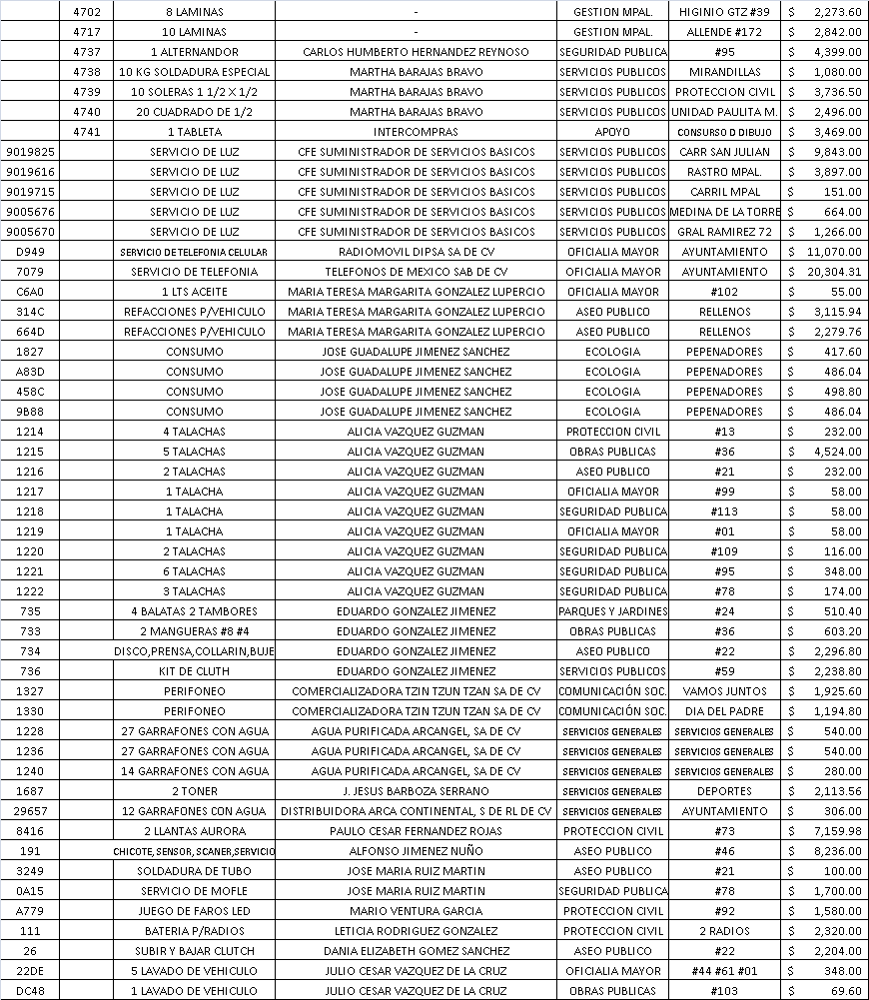 4702 8 LAMINAS - GESTION MPAL. HIGINIO GTZ #39 $ 2,273.60
4717 10 LAMINAS - GESTION MPAL. ALLENDE #172 $ 2,842.00
4737 1 ALTERNANDOR CARLOS HUMBERTO HERNANDEZ REYNOSO SEGURIDAD PUBLICA #95 $ 4,399.00
4738 10 KG SOLDADURA ESPECIAL MARTHA BARAJAS BRAVO SERVICIOS PUBLICOS MIRANDILLAS $ 1,080.00
4739 10 SOLERAS 1 1/2 X 1/2 MARTHA BARAJAS BRAVO SERVICIOS PUBLICOS PROTECCION CIVIL $ 3,736.50
4740 20 CUADRADO DE 1/2 MARTHA BARAJAS BRAVO SERVICIOS PUBLICOS UNIDAD PAULITA M. $ 2,496.00
4741 1 TABLETA INTERCOMPRAS APOYO CONSURSO D DIBUJO $ 3,469.00
9019825 SERVICIO DE LUZ CFE SUMINISTRADOR DE SERVICIOS BASICOS SERVICIOS PUBLICOS CARR SAN JULIAN $ 9,843.00
9019616 SERVICIO DE LUZ CFE SUMINISTRADOR DE SERVICIOS BASICOS SERVICIOS PUBLICOS RASTRO MPAL. $ 3,897.00
9019715 SERVICIO DE LUZ CFE SUMINISTRADOR DE SERVICIOS BASICOS SERVICIOS PUBLICOS CARRIL MPAL $ 151.00
9005676 SERVICIO DE LUZ CFE SUMINISTRADOR DE SERVICIOS BASICOS SERVICIOS PUBLICOS MEDINA DE LA TORRE $ 664.00
9005670 SERVICIO DE LUZ CFE SUMINISTRADOR DE SERVICIOS BASICOS SERVICIOS PUBLICOS GRAL RAMIREZ 72 $ 1,266.00
D949 SERVICIO DE TELEFONIA CELULAR RADIOMOVIL DIPSA SA DE CV OFICIALIA MAYOR AYUNTAMIENTO $ 11,070.00
7079 SERVICIO DE TELEFONIA TELEFONOS DE MEXICO SAB DE CV OFICIALIA MAYOR AYUNTAMIENTO $ 20,304.31
C6A0 1 LTS ACEITE MARIA TERESA MARGARITA GONZALEZ LUPERCIO OFICIALIA MAYOR #102 $ 55.00
314C REFACCIONES P/VEHICULO MARIA TERESA MARGARITA GONZALEZ LUPERCIO ASEO PUBLICO RELLENOS $ 3,115.94
664D REFACCIONES P/VEHICULO MARIA TERESA MARGARITA GONZALEZ LUPERCIO ASEO PUBLICO RELLENOS $ 2,279.76
1827 CONSUMO JOSE GUADALUPE JIMENEZ SANCHEZ ECOLOGIA PEPENADORES $ 417.60
A83D CONSUMO JOSE GUADALUPE JIMENEZ SANCHEZ ECOLOGIA PEPENADORES $ 486.04
458C CONSUMO JOSE GUADALUPE JIMENEZ SANCHEZ ECOLOGIA PEPENADORES $ 498.80
9B88 CONSUMO JOSE GUADALUPE JIMENEZ SANCHEZ ECOLOGIA PEPENADORES $ 486.04
1214 4 TALACHAS ALICIA VAZQUEZ GUZMAN PROTECCION CIVIL #13 $ 232.00
1215 5 TALACHAS ALICIA VAZQUEZ GUZMAN OBRAS PUBLICAS #36 $ 4,524.00
1216 2 TALACHAS ALICIA VAZQUEZ GUZMAN ASEO PUBLICO #21 $ 232.00
1217 1 TALACHA ALICIA VAZQUEZ GUZMAN OFICIALIA MAYOR #99 $ 58.00
1218 1 TALACHA ALICIA VAZQUEZ GUZMAN SEGURIDAD PUBLICA #113 $ 58.00
1219 1 TALACHA ALICIA VAZQUEZ GUZMAN OFICIALIA MAYOR #01 $ 58.00
1220 2 TALACHAS ALICIA VAZQUEZ GUZMAN SEGURIDAD PUBLICA #109 $ 116.00
1221 6 TALACHAS ALICIA VAZQUEZ GUZMAN SEGURIDAD PUBLICA #95 $ 348.00
1222 3 TALACHAS ALICIA VAZQUEZ GUZMAN SEGURIDAD PUBLICA #78 $ 174.00
735 4 BALATAS 2 TAMBORES EDUARDO GONZALEZ JIMENEZ PARQUES Y JARDINES #24 $ 510.40
733 2 MANGUERAS #8 #4 EDUARDO GONZALEZ JIMENEZ OBRAS PUBLICAS #36 $ 603.20
734 DISCO,PRENSA,COLLARIN,BUJE EDUARDO GONZALEZ JIMENEZ ASEO PUBLICO #22 $ 2,296.80
736 KIT DE CLUTH EDUARDO GONZALEZ JIMENEZ SERVICIOS PUBLICOS #59 $ 2,238.80
1327 PERIFONEO COMERCIALIZADORA TZIN TZUN TZAN SA DE CV COMUNICACIÓN SOC. VAMOS JUNTOS $ 1,925.60
1330 PERIFONEO COMERCIALIZADORA TZIN TZUN TZAN SA DE CV COMUNICACIÓN SOC. DIA DEL PADRE $ 1,194.80
1228 27 GARRAFONES CON AGUA AGUA PURIFICADA ARCANGEL, SA DE CV SERVICIOS GENERALES SERVICIOS GENERALES $ 540.00
1236 27 GARRAFONES CON AGUA AGUA PURIFICADA ARCANGEL, SA DE CV SERVICIOS GENERALES SERVICIOS GENERALES $ 540.00
1240 14 GARRAFONES CON AGUA AGUA PURIFICADA ARCANGEL, SA DE CV SERVICIOS GENERALES SERVICIOS GENERALES $ 280.00
1687 2 TONER J. JESUS BARBOZA SERRANO SERVICIOS GENERALES DEPORTES $ 2,113.56
29657 12 GARRAFONES CON AGUA DISTRIBUIDORA ARCA CONTINENTAL, S DE RL DE CV SERVICIOS GENERALES AYUNTAMIENTO $ 306.00
8416 2 LLANTAS AURORA PAULO CESAR FERNANDEZ ROJAS PROTECCION CIVIL #73 $ 7,159.98
191 CHICOTE, SENSOR, SCANER,SERVICIO ALFONSO JIMENEZ NUÑO ASEO PUBLICO #46 $ 8,236.00
3249 SOLDADURA DE TUBO JOSE MARIA RUIZ MARTIN ASEO PUBLICO #21 $ 100.00
0A15 SERVICIO DE MOFLE JOSE MARIA RUIZ MARTIN SEGURIDAD PUBLICA #78 $ 1,700.00
A779 JUEGO DE FAROS LED MARIO VENTURA GARCIA PROTECCION CIVIL #92 $ 1,580.00
111 BATERIA P/RADIOS LETICIA RODRIGUEZ GONZALEZ PROTECCION CIVIL 2 RADIOS $ 2,320.00
26 SUBIR Y BAJAR CLUTCH DANIA ELIZABETH GOMEZ SANCHEZ ASEO PUBLICO #22 $ 2,204.00
22DE 5 LAVADO DE VEHICULO JULIO CESAR VAZQUEZ DE LA CRUZ OFICIALIA MAYOR #44 #61 #01 $ 348.00
DC48 1 LAVADO DE VEHICULO JULIO CESAR VAZQUEZ DE LA CRUZ OBRAS PUBLICAS #103 $ 69.60